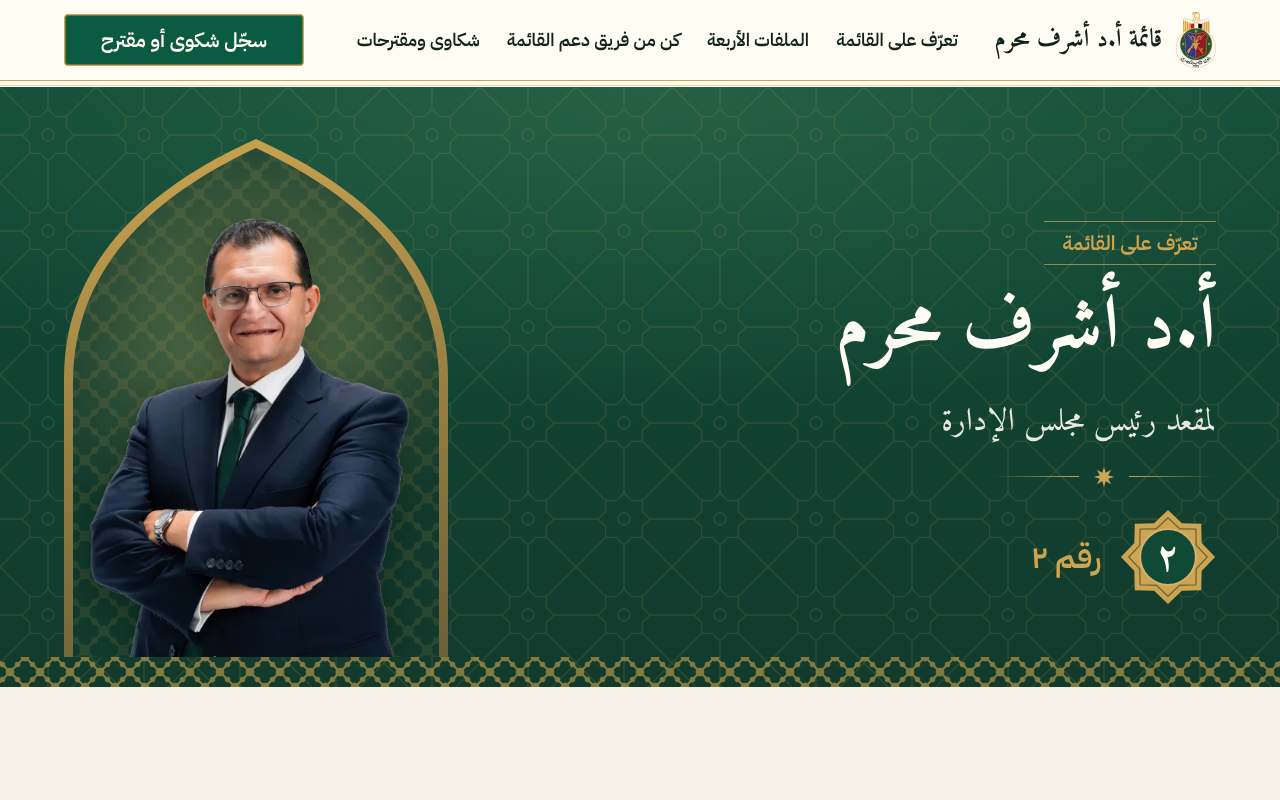 قائمة أ.د أشرف محرم
تعرّف على القائمة
الملفات الأربعة
كن من فريق دعم القائمة
شكاوى ومقترحات
سجّل شكوى أو مقترح
تعرّف على القائمة
أ.د أشرف محرم
لمقعد رئيس مجلس الإدارة
٢
رقم ٢